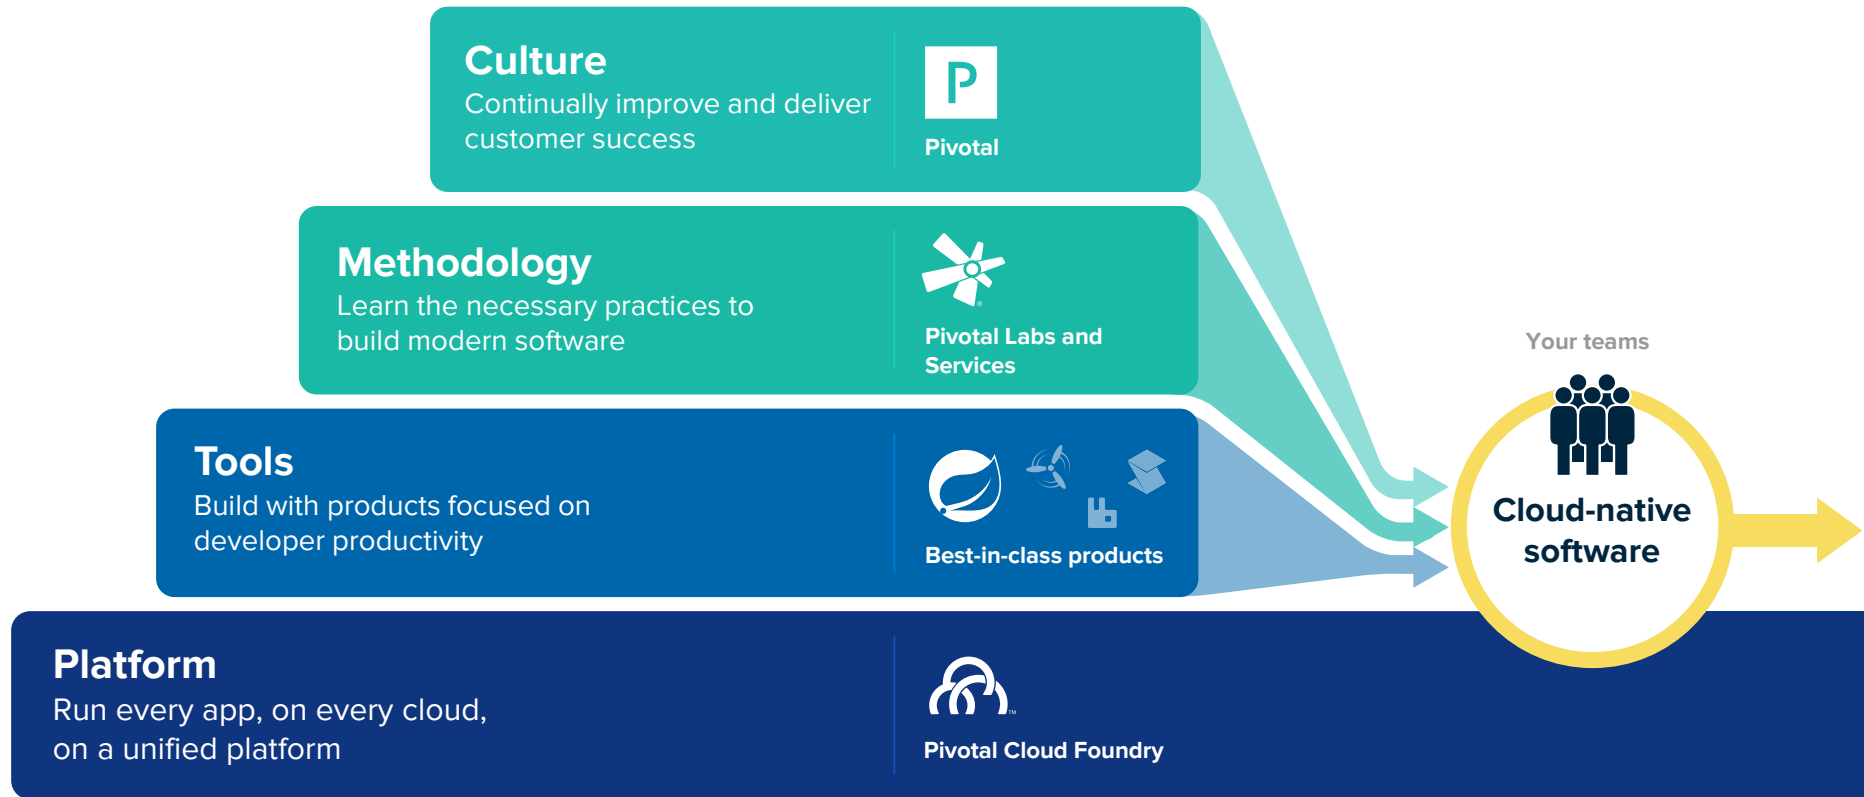 Culture
Continually improve and deliver
customer success
P
Pivotal
Methodology
Learn the necessary practices to
build modern software
®
Pivotal Labs and
Services
Tools
Build with products focused on
developer productivity
Best-in-class products
Your teams
Cloud-native
software
Platform
Run every app, on every cloud,
on a unified platform
™
Pivotal Cloud Foundry